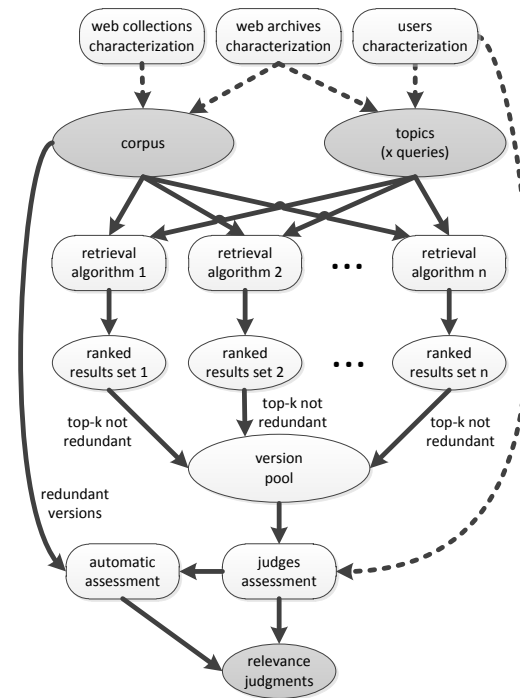 web collections
characterization
web archives
characterization
users
characterization
corpus
topics
(x queries)
retrieval
algorithm 1
retrieval
algorithm 2
...
retrieval
algorithm n
ranked
results set 1
ranked
results set 2
...
ranked
results set n
top-k not
redundant
top-k not
redundant
top-k not
redundant
version
pool
redundant
versions
automatic
assessment
judges
assessment
relevance
judgments